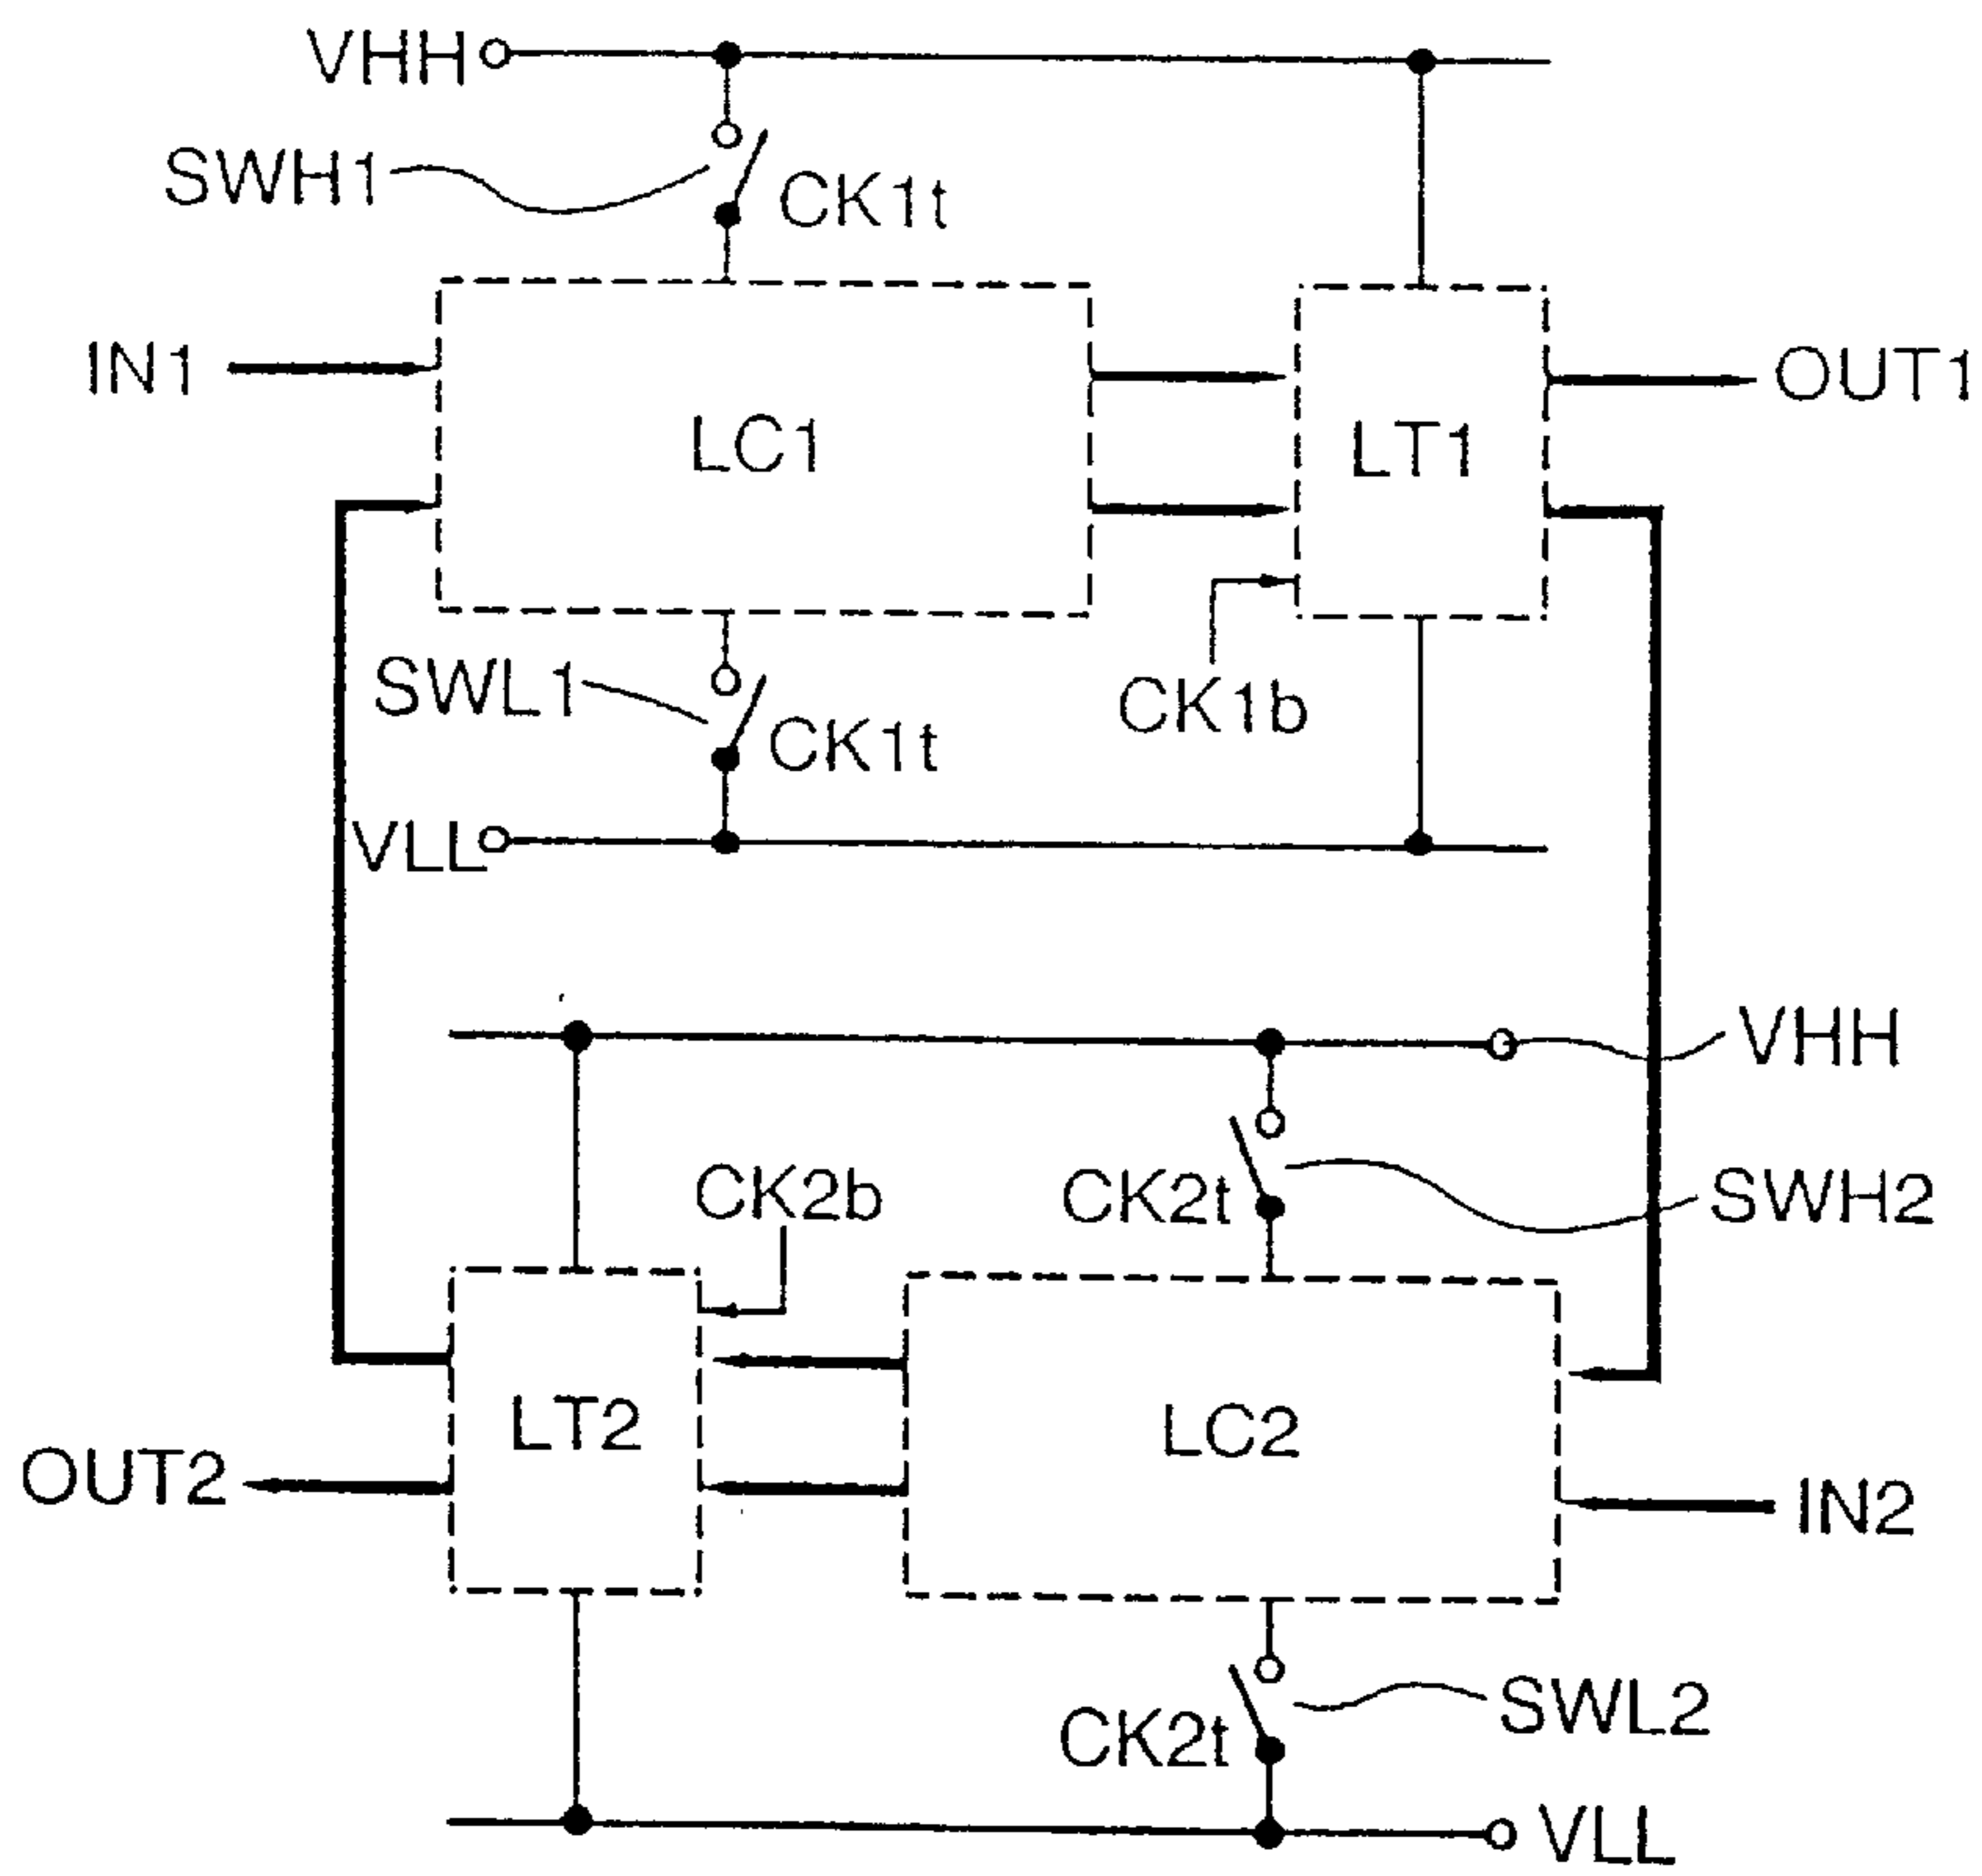 VHH
SWH1
CK1t
IN1
OUT1
LC1
LT1
SWL1
CK1t
CK1b
VLL
VHH
CK2b
CK2t
SWH2
LT2
LC2
OUT2
IN2
CK2t
SWL2
VLL